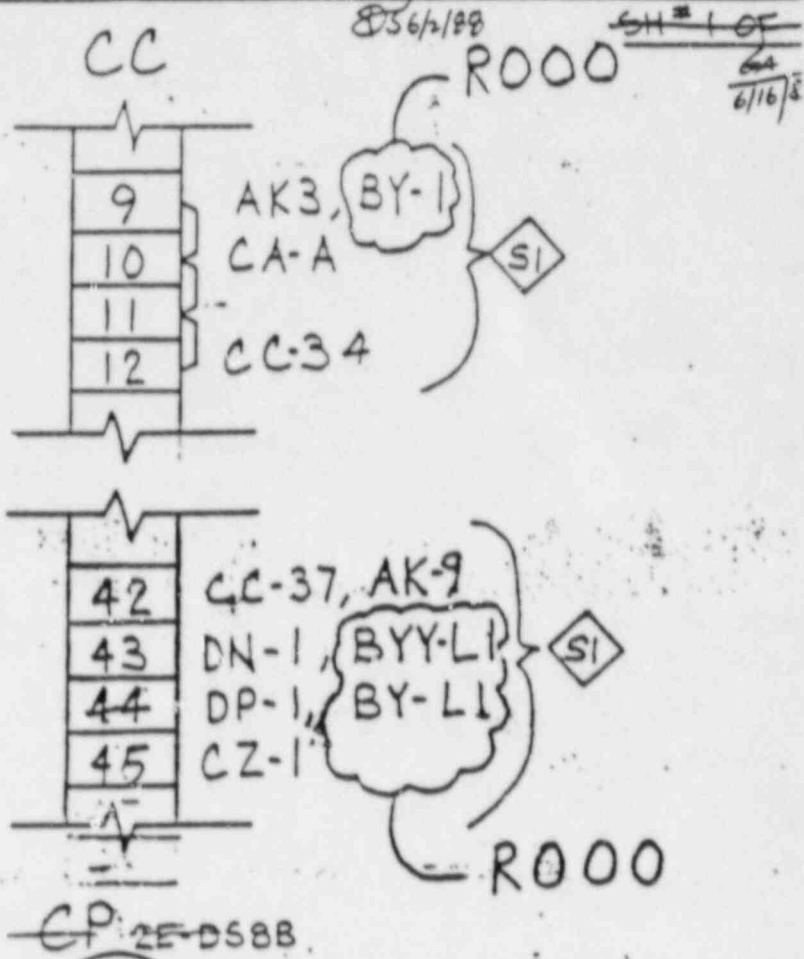 CC
6/2/88
SH # 1 OF
6/16/8
R000
9 AK3, BY-1
10 CA-A
11
12 CC-34
S1
42 CC-37, AK-9
43 DN-1, BYY-L1
44 DP-1, BY-L1
45 CZ-1
S1
R000
CP 2E-DS8B